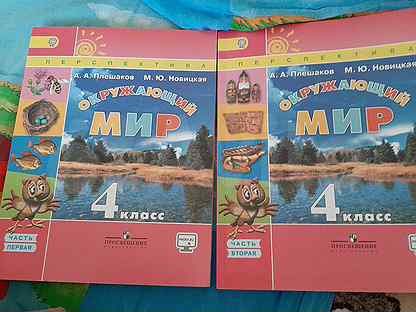 ПЕРСПЕКТИВА
А. А. Плешаков М. Ю. Новицкая
ОКРУЖАЮЩИЙ
МИР
4 класс
ЧАСТЬ
ПЕРВАЯ
ПРОСВЕЩЕНИЕ
ПЕРСПЕКТИВА
А. А. Плешаков М. Ю. Новицкая
ОКРУЖАЮЩИЙ
МИР
4 класс
ЧАСТЬ
ВТОРАЯ
ПРОСВЕЩЕНИЕ